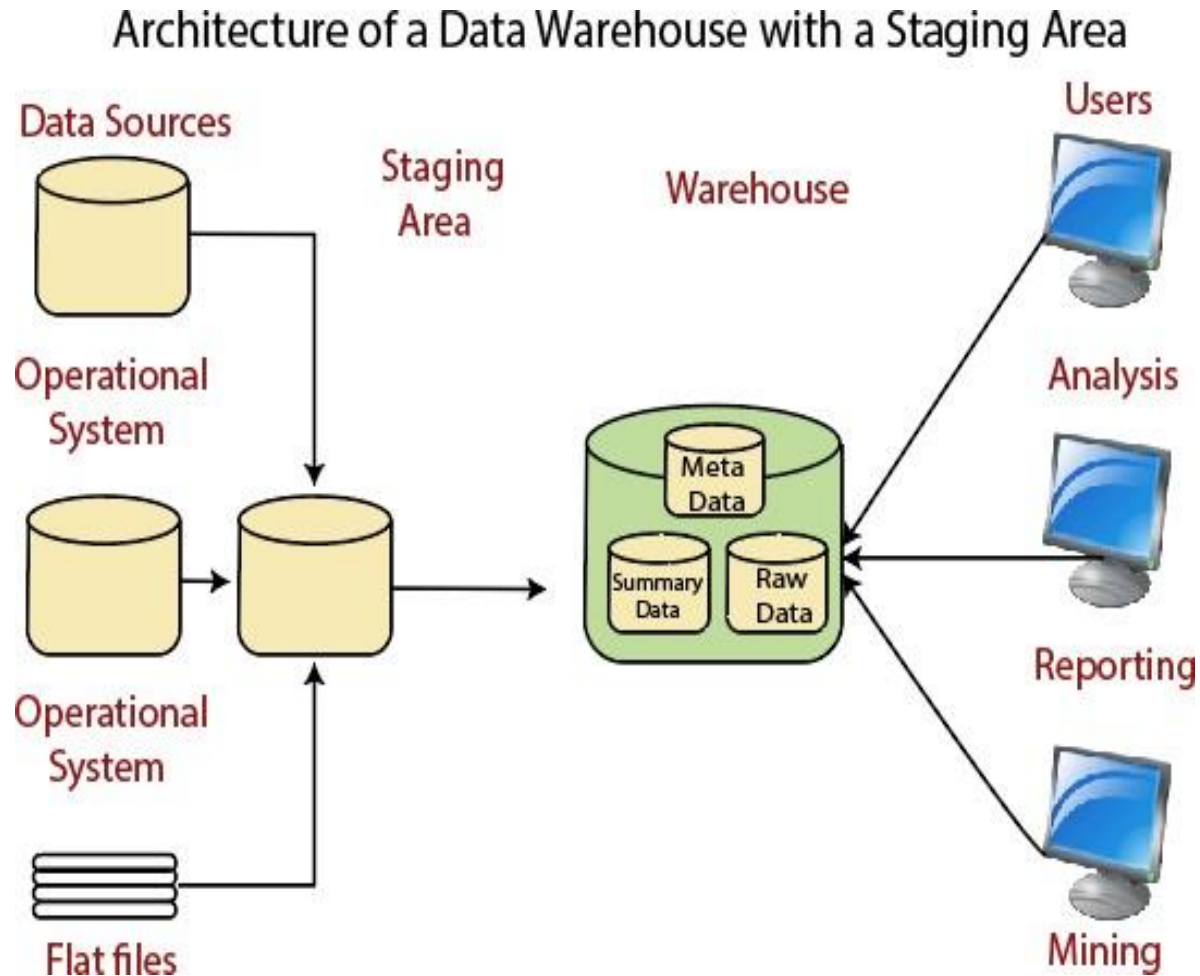 Architecture of a Data Warehouse with a Staging Area
Data Sources
Operational
System
Operational
System
Flat files
Staging
Area
Warehouse
Meta
Data
Summary
Data
Raw
Data
Users
Analysis
Reporting
Mining